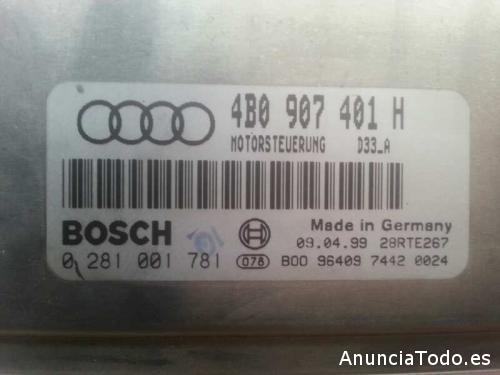 4B0 907 401 H
MOTORSTEUERUNG D33_A
BOSCH
Made in Germany
09.04.99 28RTE267
0 281 001 781 078 B00 96409 7442 0024
AnunciaTodo.es